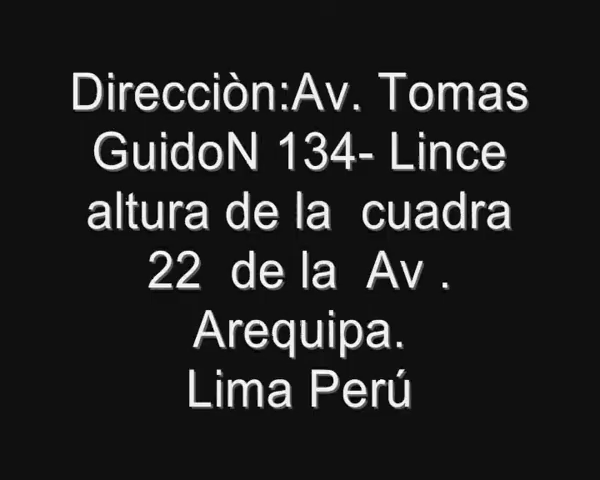 Direcciòn:Av. Tomas
GuidoN 134- Lince
altura de la  cuadra
22  de la  Av .
Arequipa.
Lima Perú